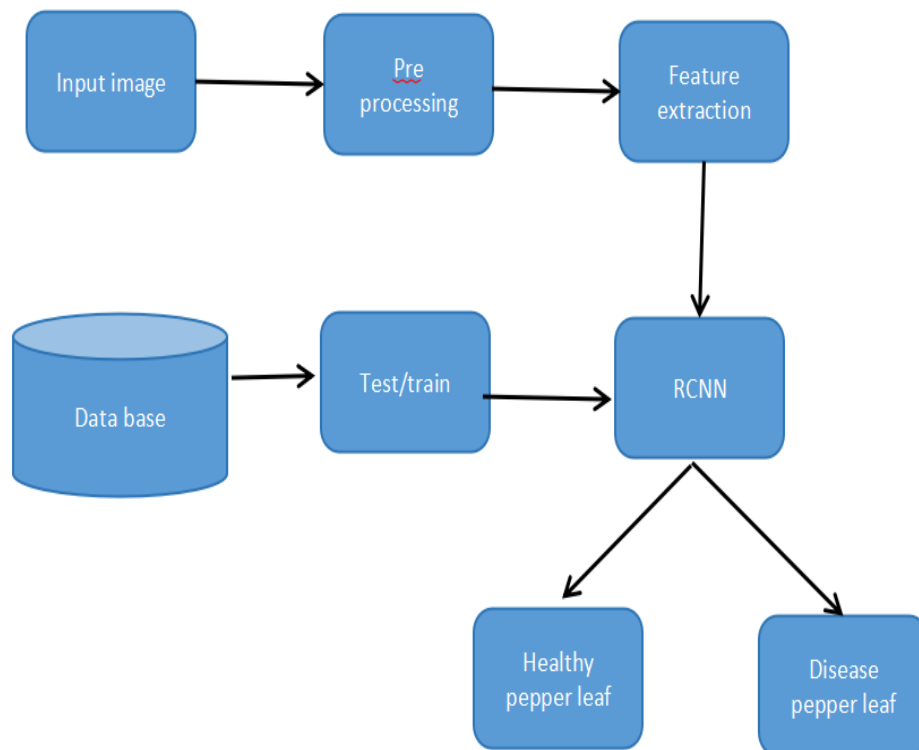 Input image
Pre
processing
Feature
extraction
Data base
Test/train
RCNN
Healthy
pepper leaf
Disease
pepper leaf